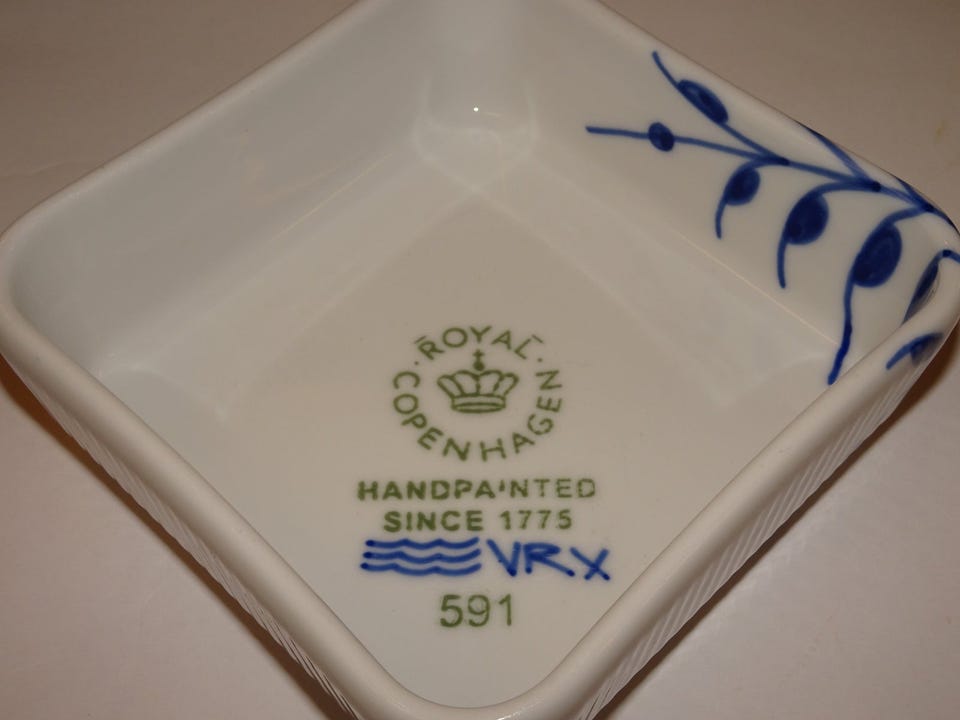 ROYAL COPENHAGEN
HANDPAINTED
SINCE 1775
VRX
591